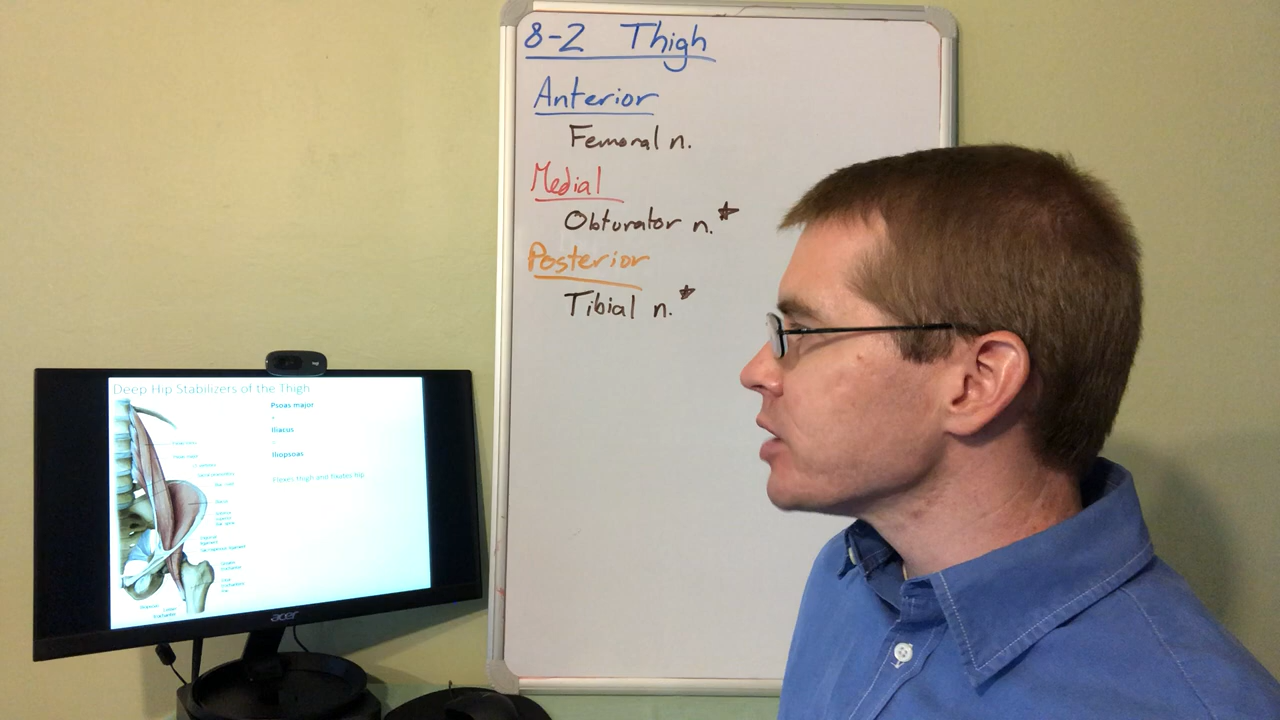 8-2 Thigh
Anterior
Femoral n.
Medial
Obturator n.*
Posterior
Tibial n.*
Deep Hip Stabilizers of the Thigh
Psoas major
+
Iliacus
=
Iliopsoas
Flexes thigh and fixates hip
acer